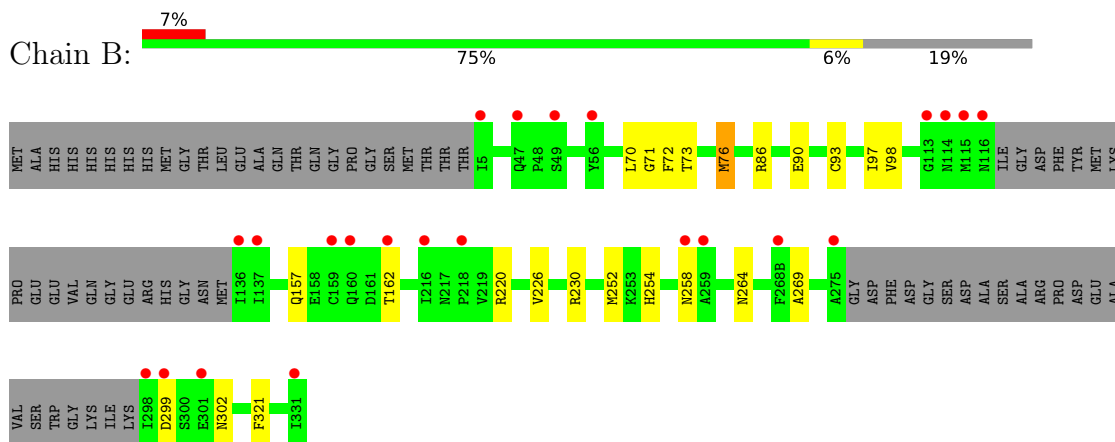 7%
Chain B:
75% 6% 19%
MET ALA HIS HIS HIS HIS HIS HIS MET GLY THR LEU GLU ALA GLN THR GLN GLY PRO GLY SER MET THR THR THR I5 Q47 P48 S49 Y56 L70 G71 F72 T73 M76 R86 E90 C93 I97 V98 G113 N114 M115 N116 ILE GLY ASP PHE TYR MET LYS
PRO GLU GLU VAL GLN GLY GLU ARG HIS GLY ASN MET I136 I137 Q157 E158 C159 Q160 D161 T162 I216 N217 P218 V219 R220 V226 R230 M252 K253 H254 N258 A259 N264 F268B A269 A275 GLY ASP PHE ASP GLY SER ASP ALA SER ALA ARG PRO ASP GLU ALA
VAL SER TRP GLY LYS ILE LYS I298 D299 S300 E301 N302 F321 I331